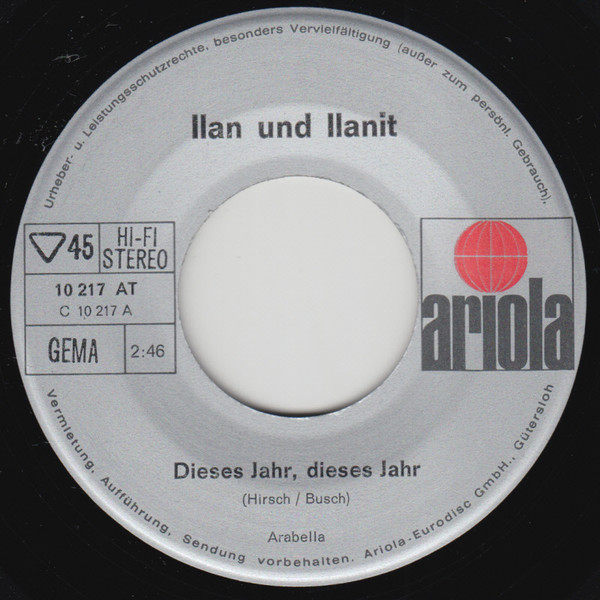 Urheber- u. Leistungsschutzrechte, besonders Vervielfältigung (außer zum persönl. Gebrauch),
Ilan und Ilanit
45
HI-FI
STEREO
10 217 AT
C 10 217 A
GEMA
2:46
ariola
Dieses Jahr, dieses Jahr
(Hirsch / Busch)
Arabella
Vermietung, Aufführung, Sendung vorbehalten. Ariola-Eurodisc GmbH., Gütersloh